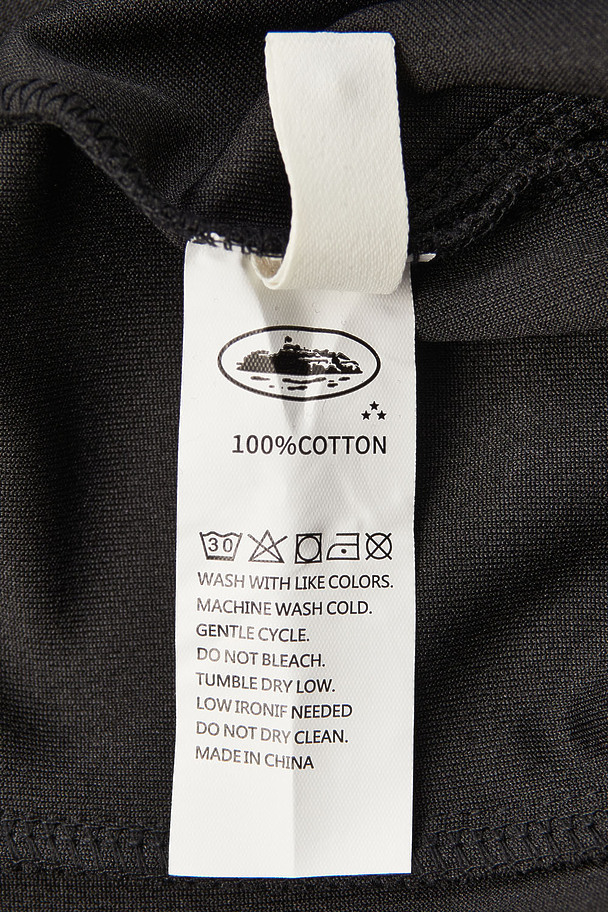 100%COTTON
30
WASH WITH LIKE COLORS.
MACHINE WASH COLD.
GENTLE CYCLE.
DO NOT BLEACH.
TUMBLE DRY LOW.
LOW IRONIF NEEDED
DO NOT DRY CLEAN.
MADE IN CHINA